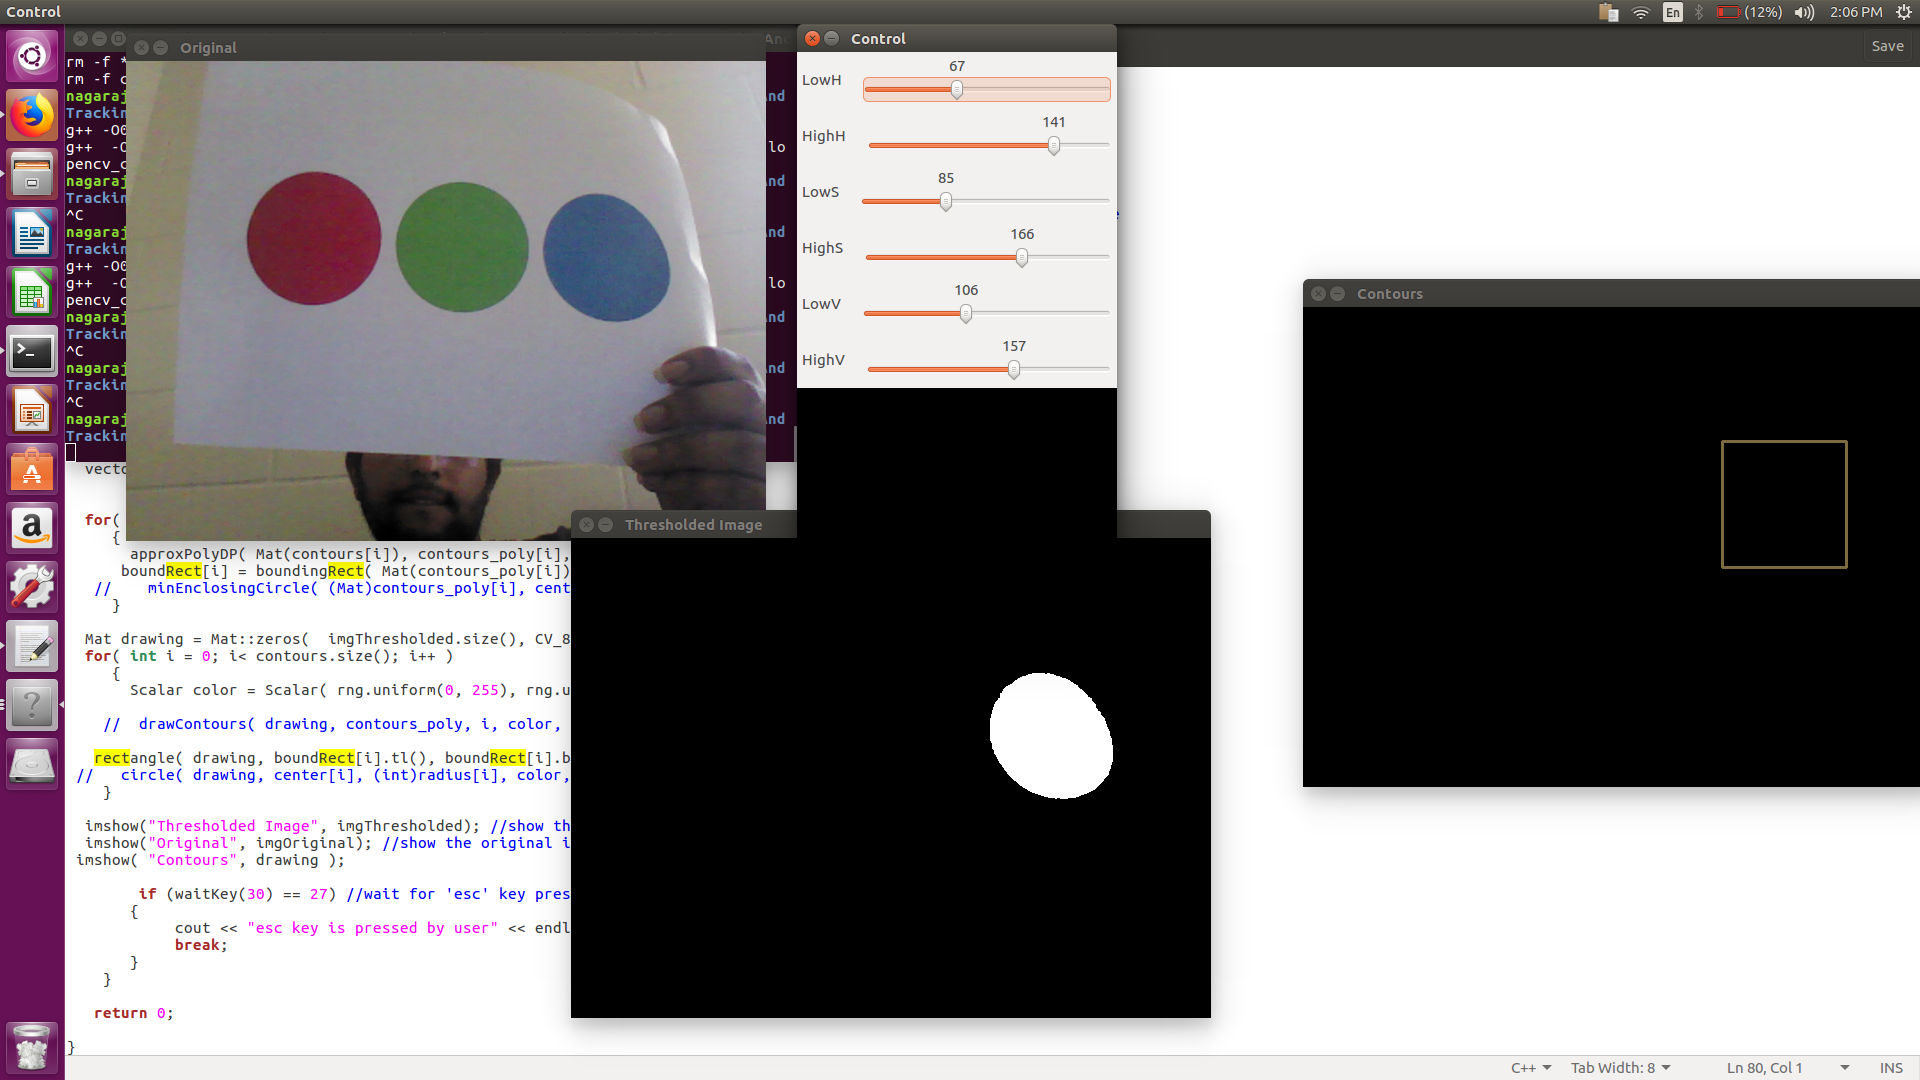 Control
En
(12%)
2:06 PM
Save
Original
rm -f *
rm -f c
nagaraj
And
Trackin
g++ -O0
g++ -O
lo
pencv_c
nagaraj
And
Trackin
^C
nagaraj
And
Trackin
g++ -O0
g++ -O
lo
pencv_c
nagaraj
And
Trackin
^C
nagaraj
And
Trackin
^C
nagaraj
And
Trackin
Control
LowH 67
HighH 141
LowS 85
HighS 166
LowV 106
HighV 157
Contours
Thresholded Image
vecto
for(
{
approxPolyDP( Mat(contours[i]), contours_poly[i],
boundRect[i] = boundingRect( Mat(contours_poly[i])
// minEnclosingCircle( (Mat)contours_poly[i], cent
}
Mat drawing = Mat::zeros( imgThresholded.size(), CV_8
for( int i = 0; i< contours.size(); i++ )
{
Scalar color = Scalar( rng.uniform(0, 255), rng.u
// drawContours( drawing, contours_poly, i, color,
rectangle( drawing, boundRect[i].tl(), boundRect[i].b
// circle( drawing, center[i], (int)radius[i], color,
}
imshow("Thresholded Image", imgThresholded); //show th
imshow("Original", imgOriginal); //show the original i
imshow( "Contours", drawing );
if (waitKey(30) == 27) //wait for 'esc' key pres
{
cout << "esc key is pressed by user" << endl
break;
}
}
return 0;
}
C++
Tab Width: 8
Ln 80, Col 1
INS